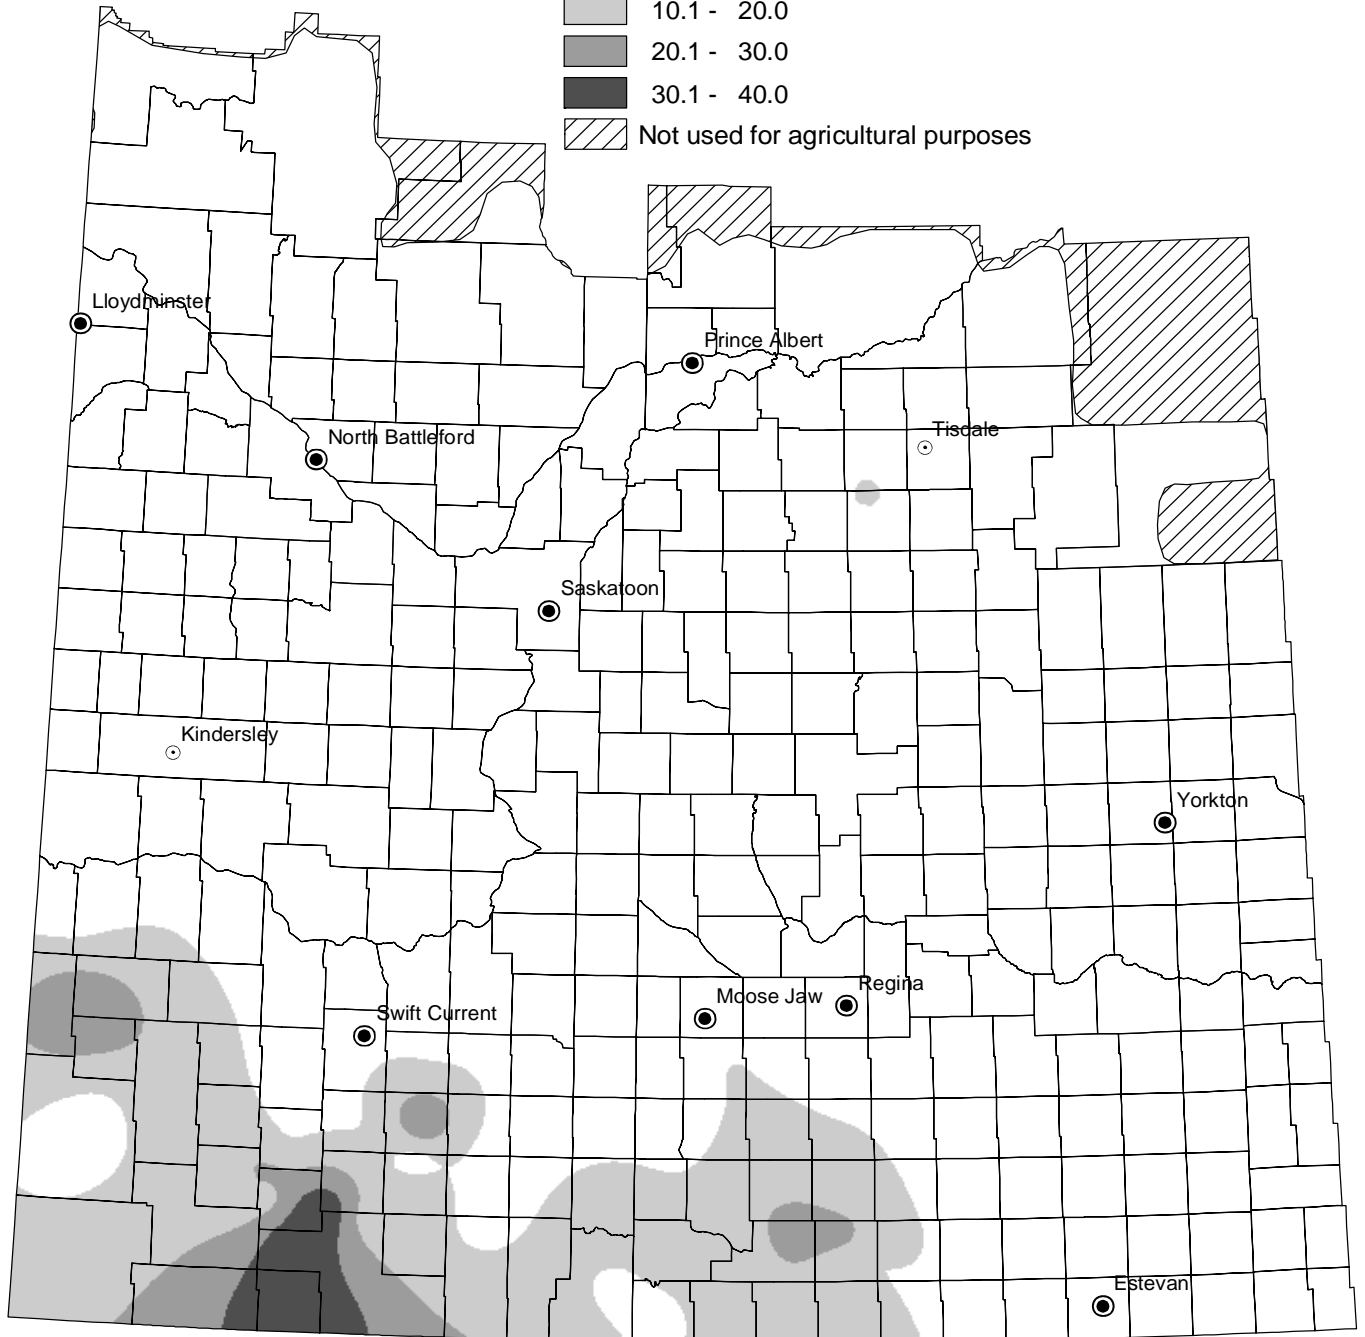 10.1 - 20.0
20.1 - 30.0
30.1 - 40.0
Not used for agricultural purposes
Lloydminster
Prince Albert
North Battleford
Tisdale
Saskatoon
Kindersley
Yorkton
Regina
Moose Jaw
Swift Current
Estevan